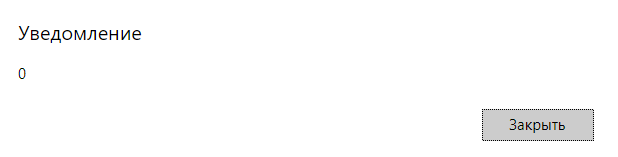 Уведомление
0
Закрыть